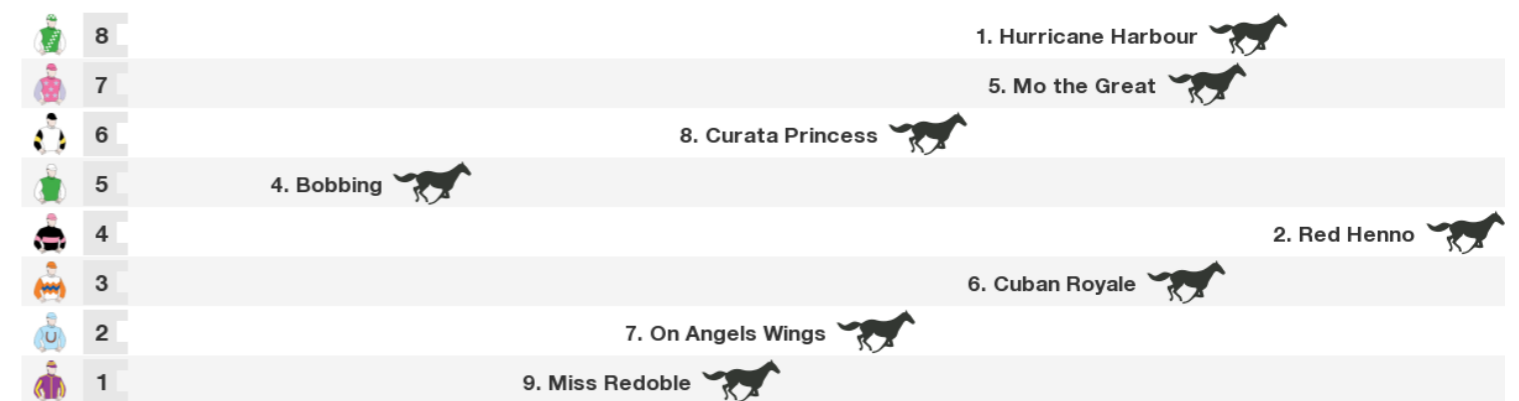 8 1. Hurricane Harbour
7 5. Mo the Great
6 8. Curata Princess
5 4. Bobbing
4 2. Red Henno
3 6. Cuban Royale
2 7. On Angels Wings
1 9. Miss Redoble